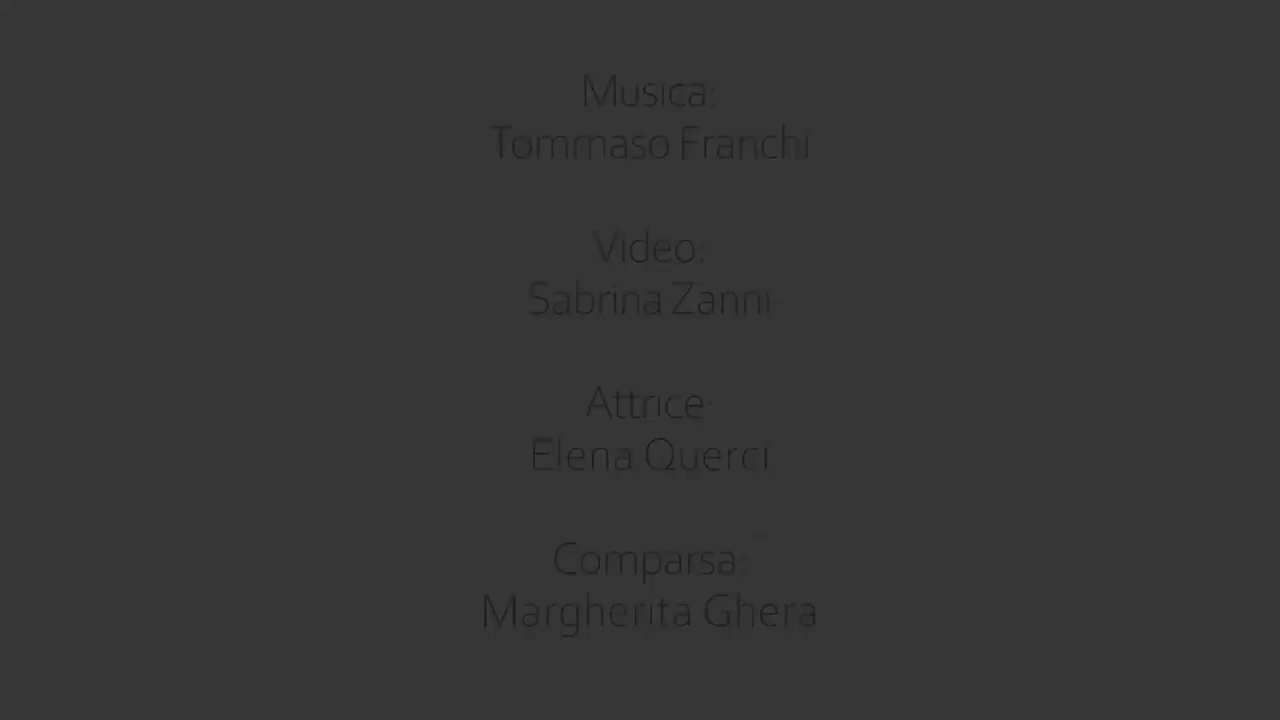 Musica:
Tommaso Franchi
Video:
Sabrina Zanni
Attrice:
Elena Querci
Comparsa:
Margherita Ghera